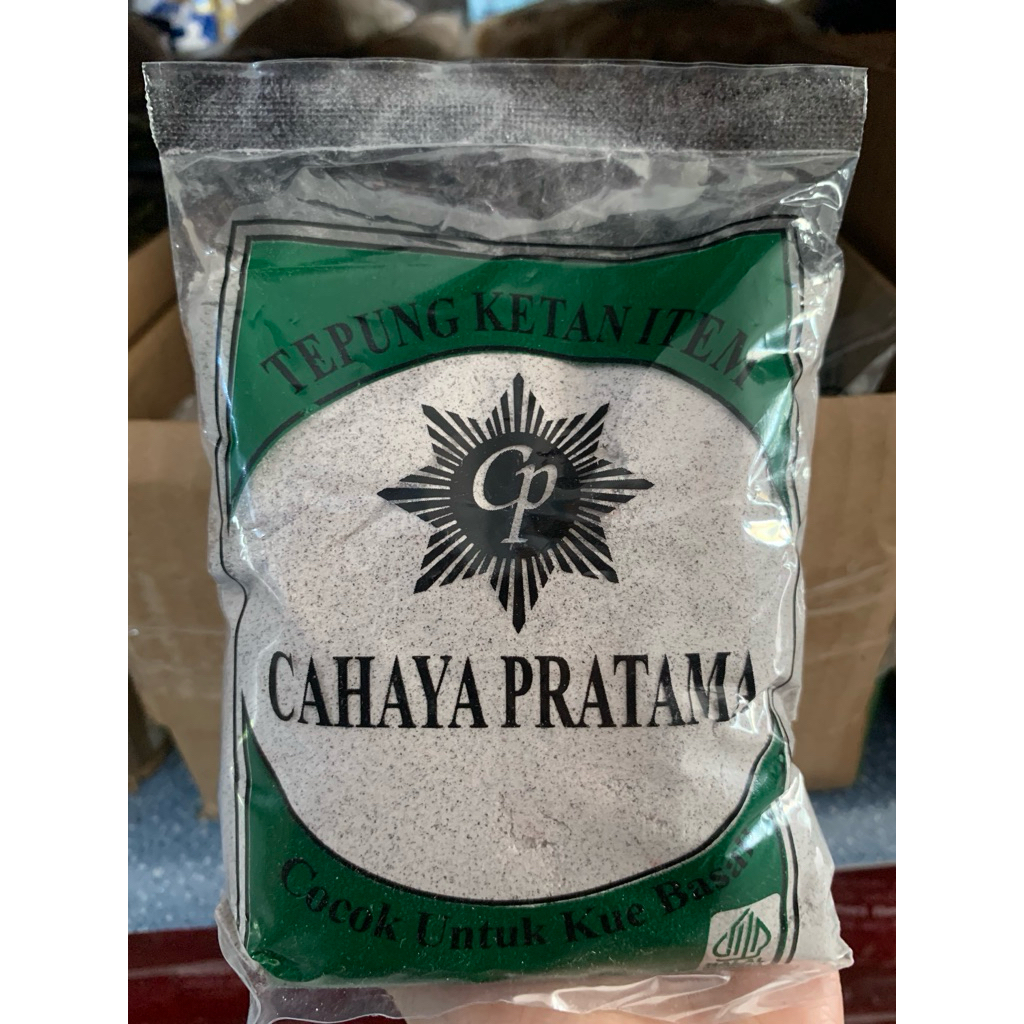 TEPUNG KETAN ITEM
Cp
CAHAYA PRATAMA
Cocok Untuk Kue Basah